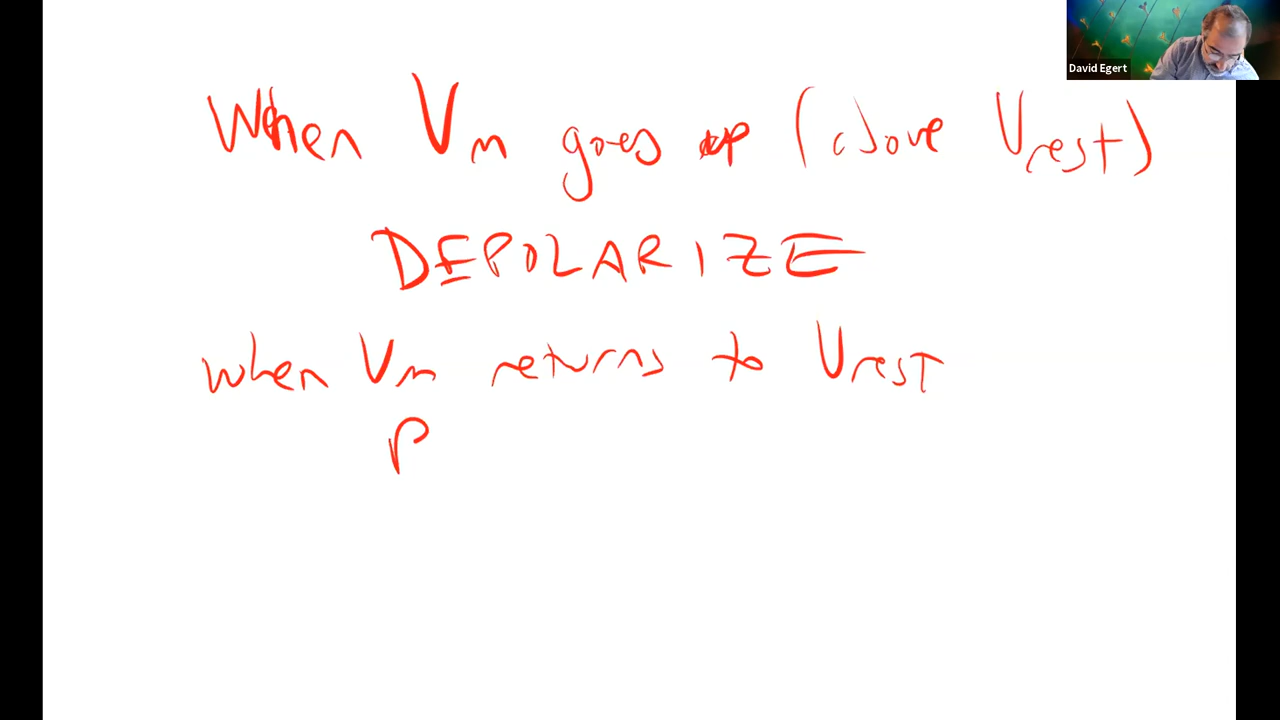 David Egert
When Vm goes up (above Vrest)
DEPOLARIZE
when Vm returns to Vrest
P